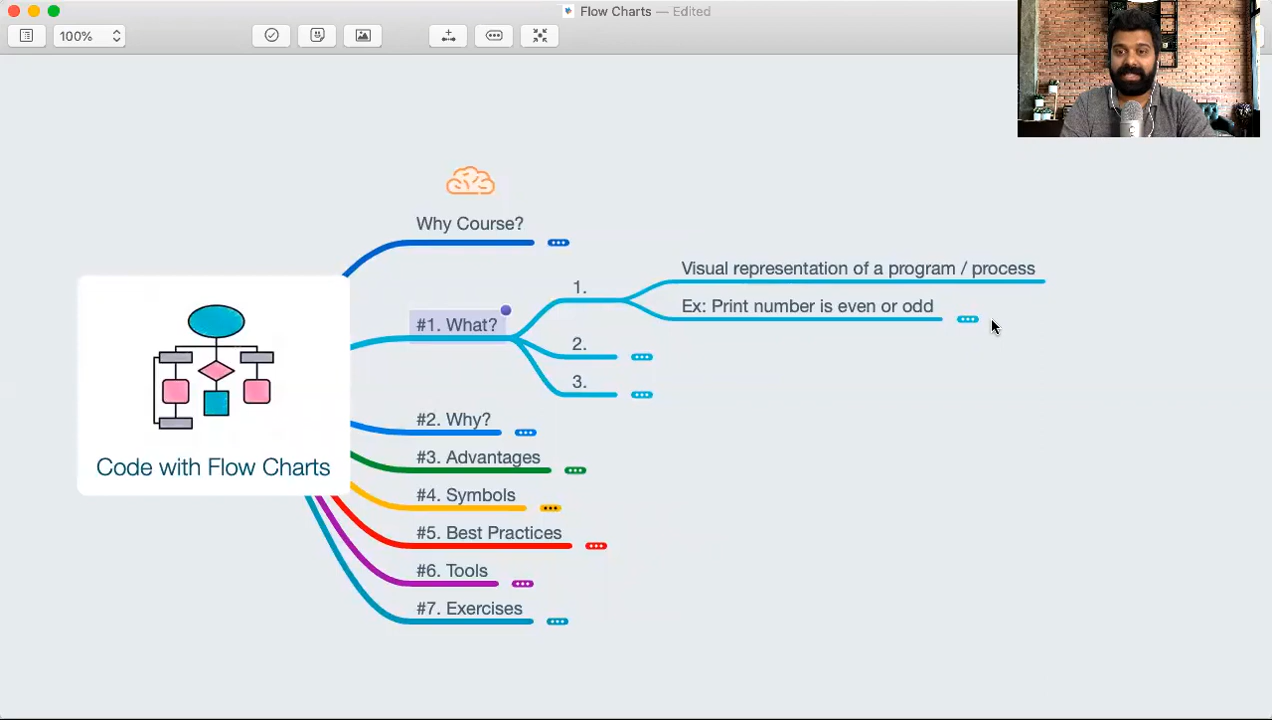 Flow Charts — Edited
100%
Why Course?
Visual representation of a program / process
1.
Ex: Print number is even or odd
#1. What?
2.
3.
#2. Why?
#3. Advantages
Code with Flow Charts
#4. Symbols
#5. Best Practices
#6. Tools
#7. Exercises